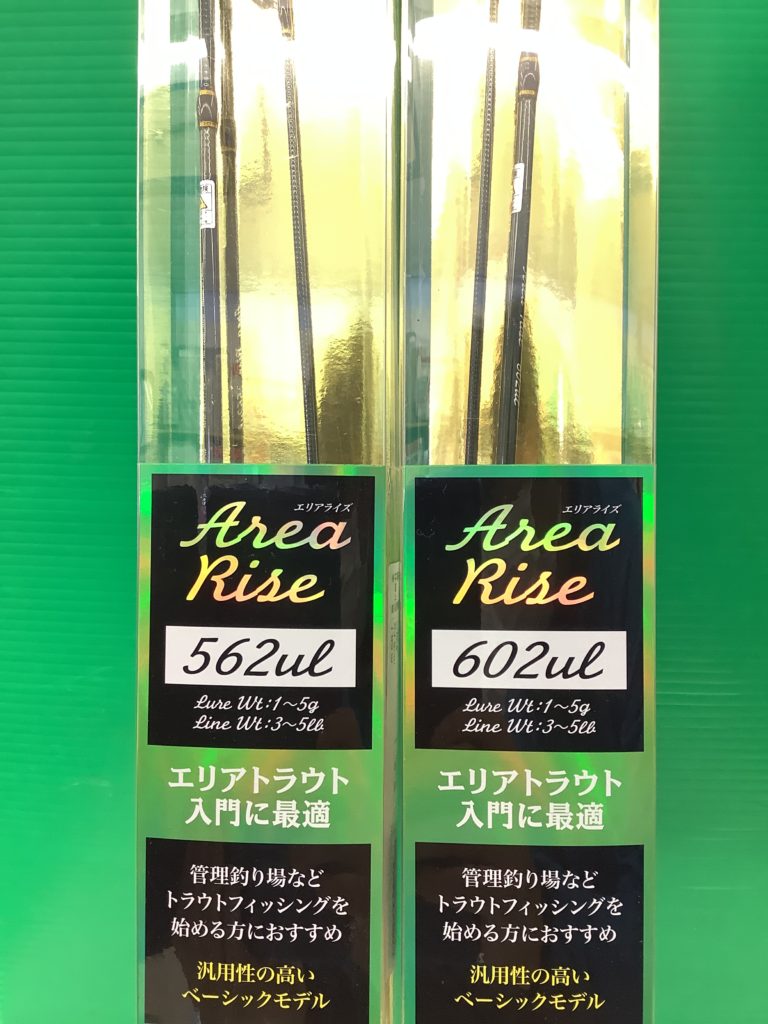 エリアライズ
Area
Rise
562ul
Lure Wt:1～5g
Line Wt:3～5lb
エリアトラウト
入門に最適
管理釣り場など
トラウトフィッシングを
始める方におすすめ
汎用性の高い
ベーシックモデル
602ul
エリアライズ
Area
Rise
602ul
Lure Wt:1～5g
Line Wt:3～5lb
エリアトラウト
入門に最適
管理釣り場など
トラウトフィッシングを
始める方におすすめ
汎用性の高い
ベーシックモデル